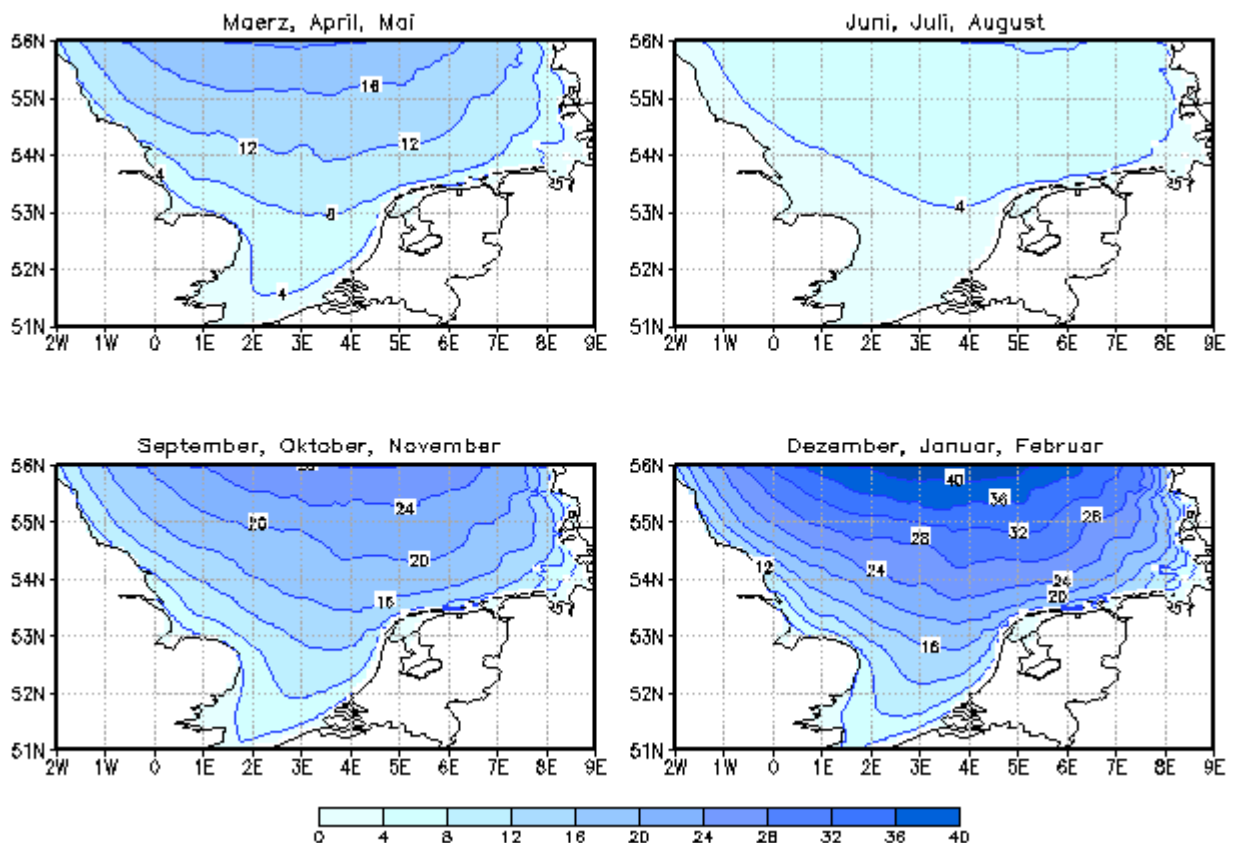 Maerz, April, Mai
56N
55N
54N
53N
52N
51N
2W 1W 0 1E 2E 3E 4E 5E 6E 7E 8E 9E
16
12
12
4
8
4
Juni, Juli, August
56N
55N
54N
53N
52N
51N
2W 1W 0 1E 2E 3E 4E 5E 6E 7E 8E 9E
4
September, Oktober, November
56N
55N
54N
53N
52N
51N
2W 1W 0 1E 2E 3E 4E 5E 6E 7E 8E 9E
24
20
20
16
Dezember, Januar, Februar
56N
55N
54N
53N
52N
51N
2W 1W 0 1E 2E 3E 4E 5E 6E 7E 8E 9E
40
36
28
32
28
12
24
24
20
16
0 4 8 12 16 20 24 28 32 36 40